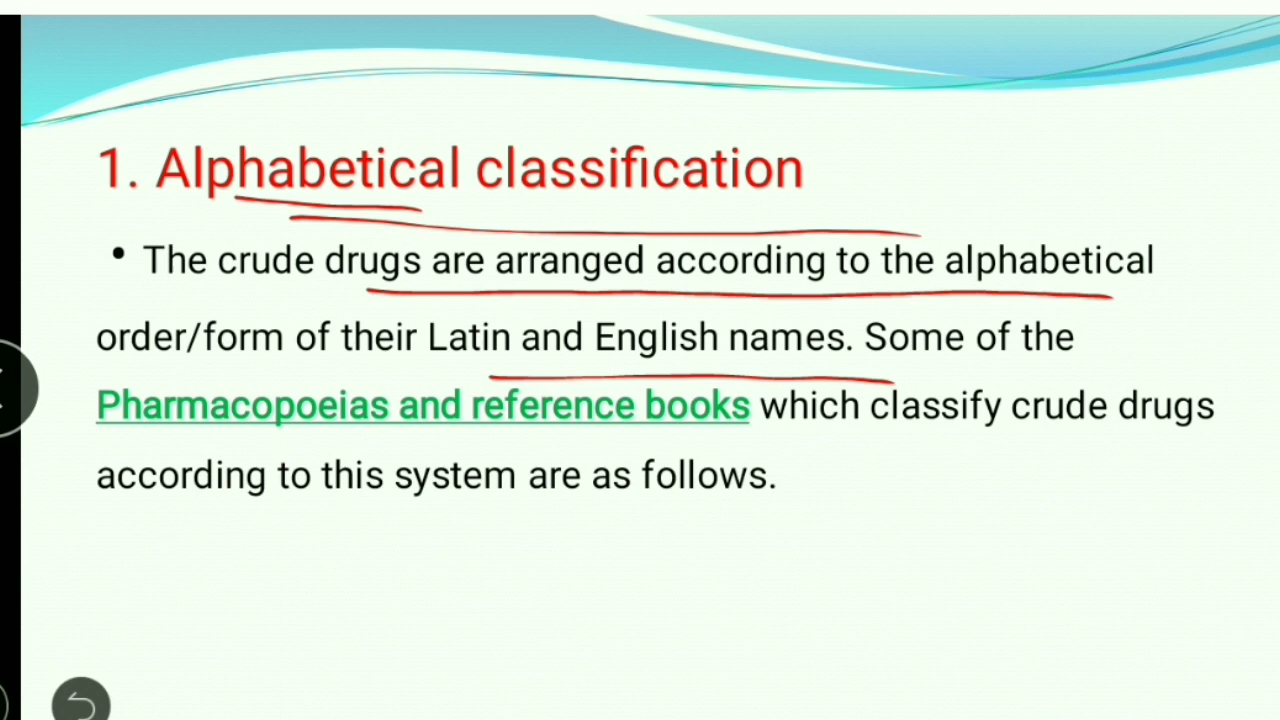 1. Alphabetical classification
• The crude drugs are arranged according to the alphabetical
order/form of their Latin and English names. Some of the
Pharmacopoeias and reference books which classify crude drugs
according to this system are as follows.